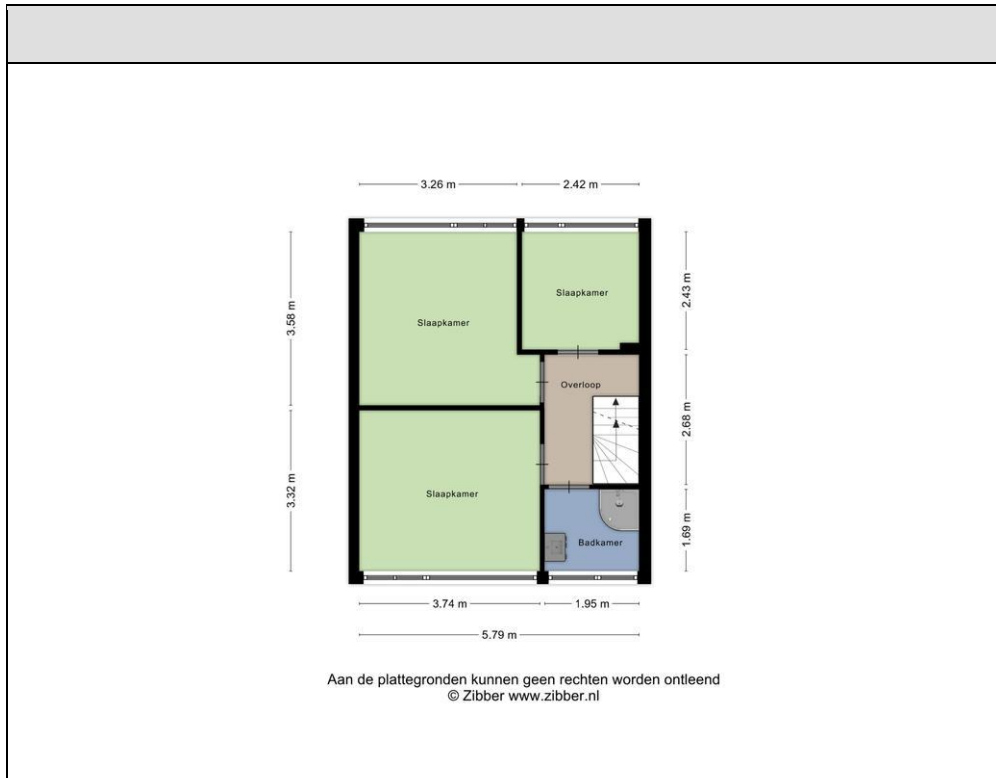 3.26 m
2.42 m
Slaapkamer
Slaapkamer
3.58 m
2.43 m
Overloop
2.68 m
Slaapkamer
3.32 m
Badkamer
1.69 m
3.74 m
1.95 m
5.79 m
Aan de plattegronden kunnen geen rechten worden ontleend
© Zibber www.zibber.nl